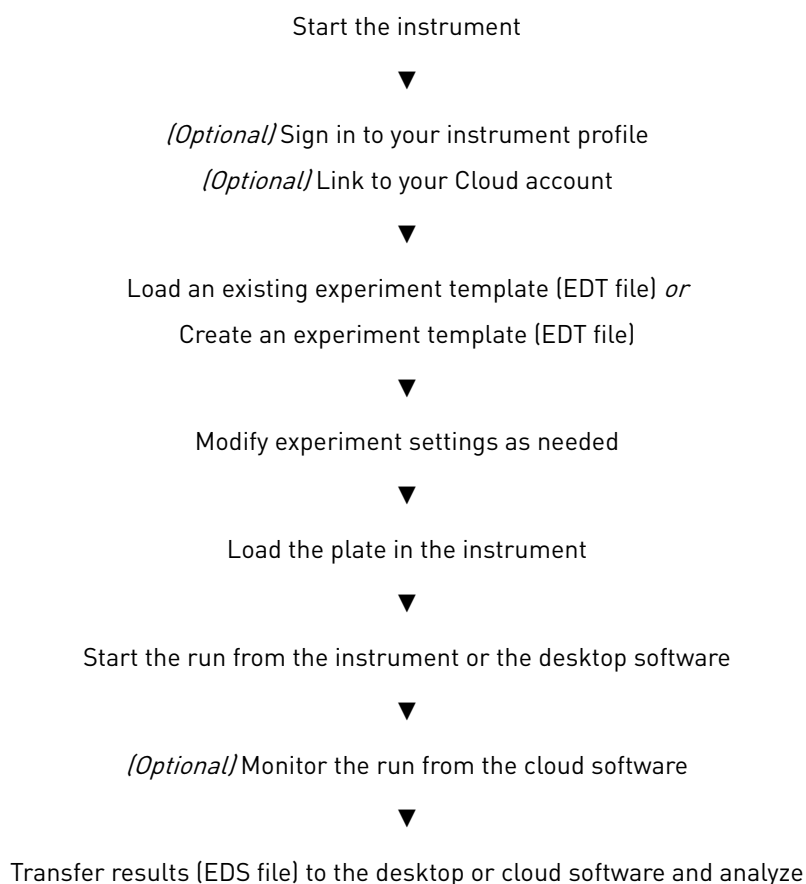 Start the instrument
▼
(Optional) Sign in to your instrument profile
(Optional) Link to your Cloud account
▼
Load an existing experiment template (EDT file) or
Create an experiment template (EDT file)
▼
Modify experiment settings as needed
▼
Load the plate in the instrument
▼
Start the run from the instrument or the desktop software
▼
(Optional) Monitor the run from the cloud software
▼
Transfer results (EDS file) to the desktop or cloud software and analyze